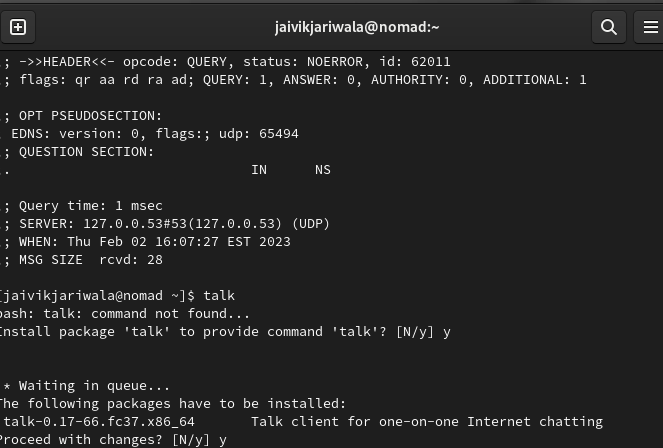 jaivikjariwala@nomad:~
; ->>HEADER<<- opcode: QUERY, status: NOERROR, id: 62011
; flags: qr aa rd ra ad; QUERY: 1, ANSWER: 0, AUTHORITY: 0, ADDITIONAL: 1
; OPT PSEUDOSECTION:
 EDNS: version: 0, flags:; udp: 65494
; QUESTION SECTION:
. IN NS
; Query time: 1 msec
; SERVER: 127.0.0.53#53(127.0.0.53) (UDP)
; WHEN: Thu Feb 02 16:07:27 EST 2023
; MSG SIZE rcvd: 28
[jaivikjariwala@nomad ~]$ talk
bash: talk: command not found...
Install package 'talk' to provide command 'talk'? [N/y] y
* Waiting in queue...
The following packages have to be installed:
talk-0.17-66.fc37.x86_64 Talk client for one-on-one Internet chatting
Proceed with changes? [N/y] y